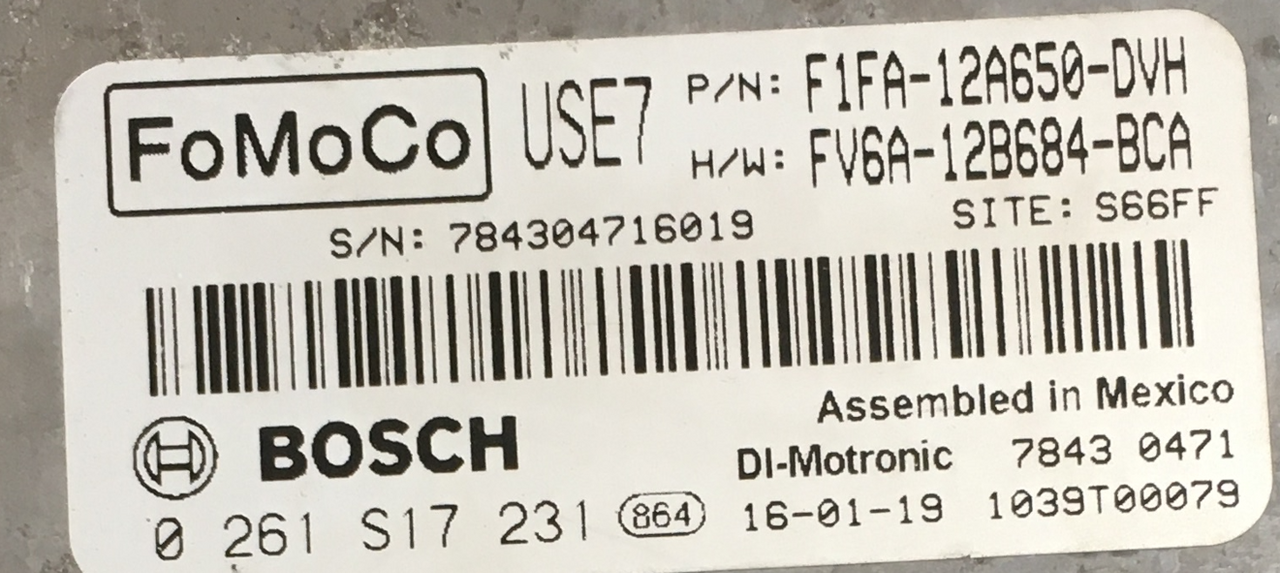 FoMoCo USE7 P/N: F1FA-12A650-DVH
H/W: FV6A-12B684-BCA
S/N: 784304716019 SITE: S66FF
Assembled in Mexico
BOSCH DI-Motronic 7843 0471
0 261 S17 231 864 16-01-19 1039T00079